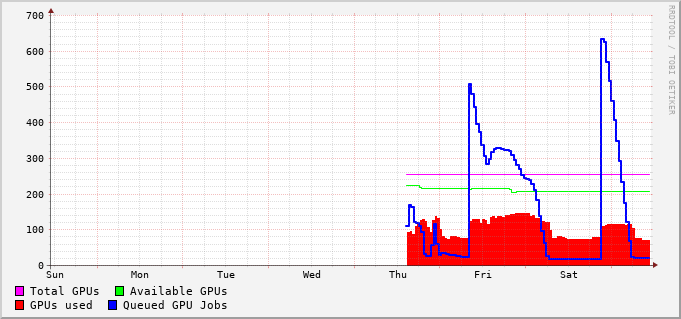 700
600
500
400
300
200
100
0
Sun Mon Tue Wed Thu Fri Sat
Total GPUs Available GPUs
GPUs used Queued GPU Jobs
RRDTOOL / TOBI OETIKER